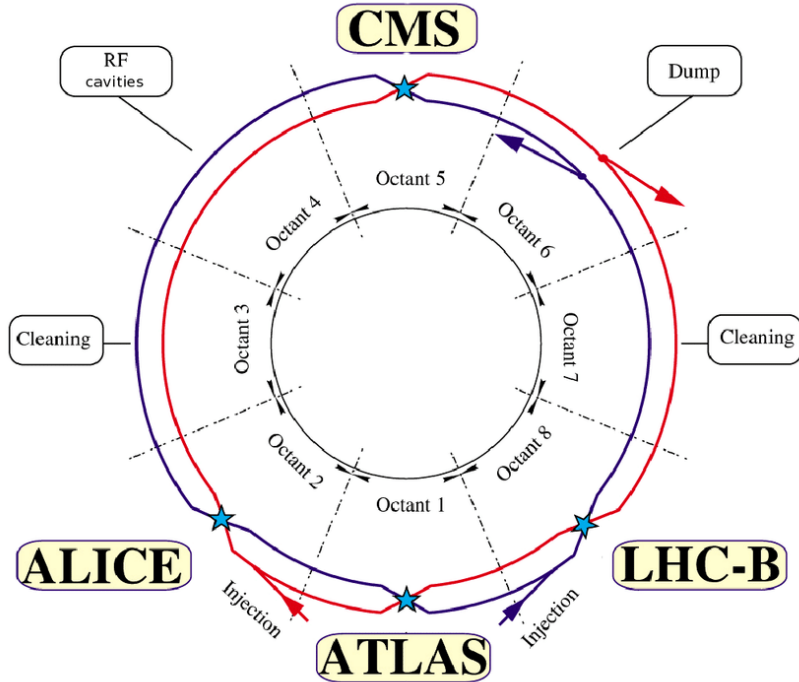 CMS
RF
cavities
Dump
Octant 5
Octant 4
Octant 6
Cleaning
Octant 3
Octant 7
Cleaning
Octant 2
Octant 8
Octant 1
ALICE
LHC-B
Injection
Injection
ATLAS